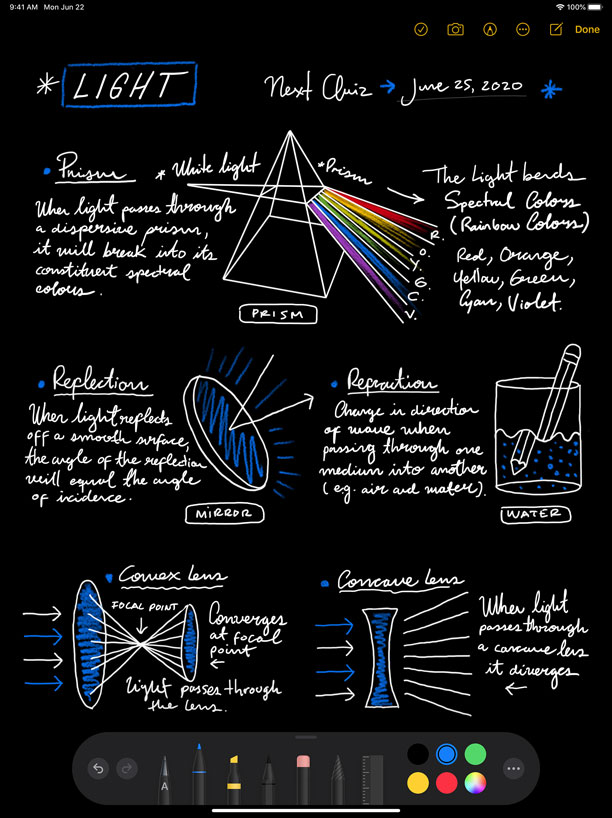 9:41 AM Mon Jun 22
100%
Done
LIGHT
Next Quiz → June 25, 2020
Prism
When light passes through
a dispersive prism,
it will break into its
constituent spectral
colours.
White light
Prism
R.
O.
Y.
G.
C.
V.
PRISM
The Light bends
Spectral Colors
(Rainbow Colors)
Red, Orange,
Yellow, Green,
Cyan, Violet.
Reflection
When light reflects
off a smooth surface,
the angle of the reflection
will equal the angle
of incidence.
MIRROR
Refraction
Change in direction
of wave when
passing through one
medium into another
(e.g. air and water).
WATER
Convex Lens
FOCAL POINT
Converges
at focal
point
Light passes through
the lens.
Concave Lens
When light
passes through
a concave lens
it diverges
A